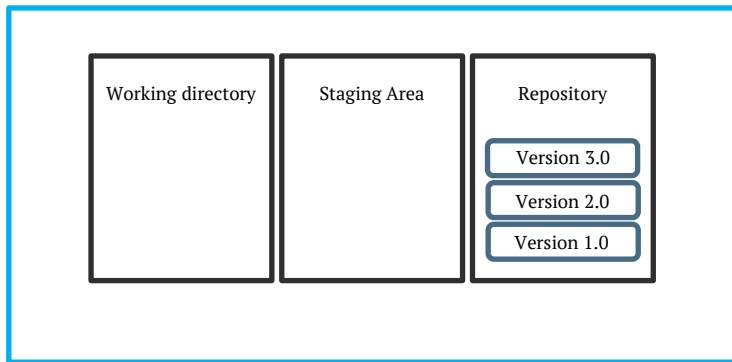 Working directory
Staging Area
Repository
Version 3.0
Version 2.0
Version 1.0